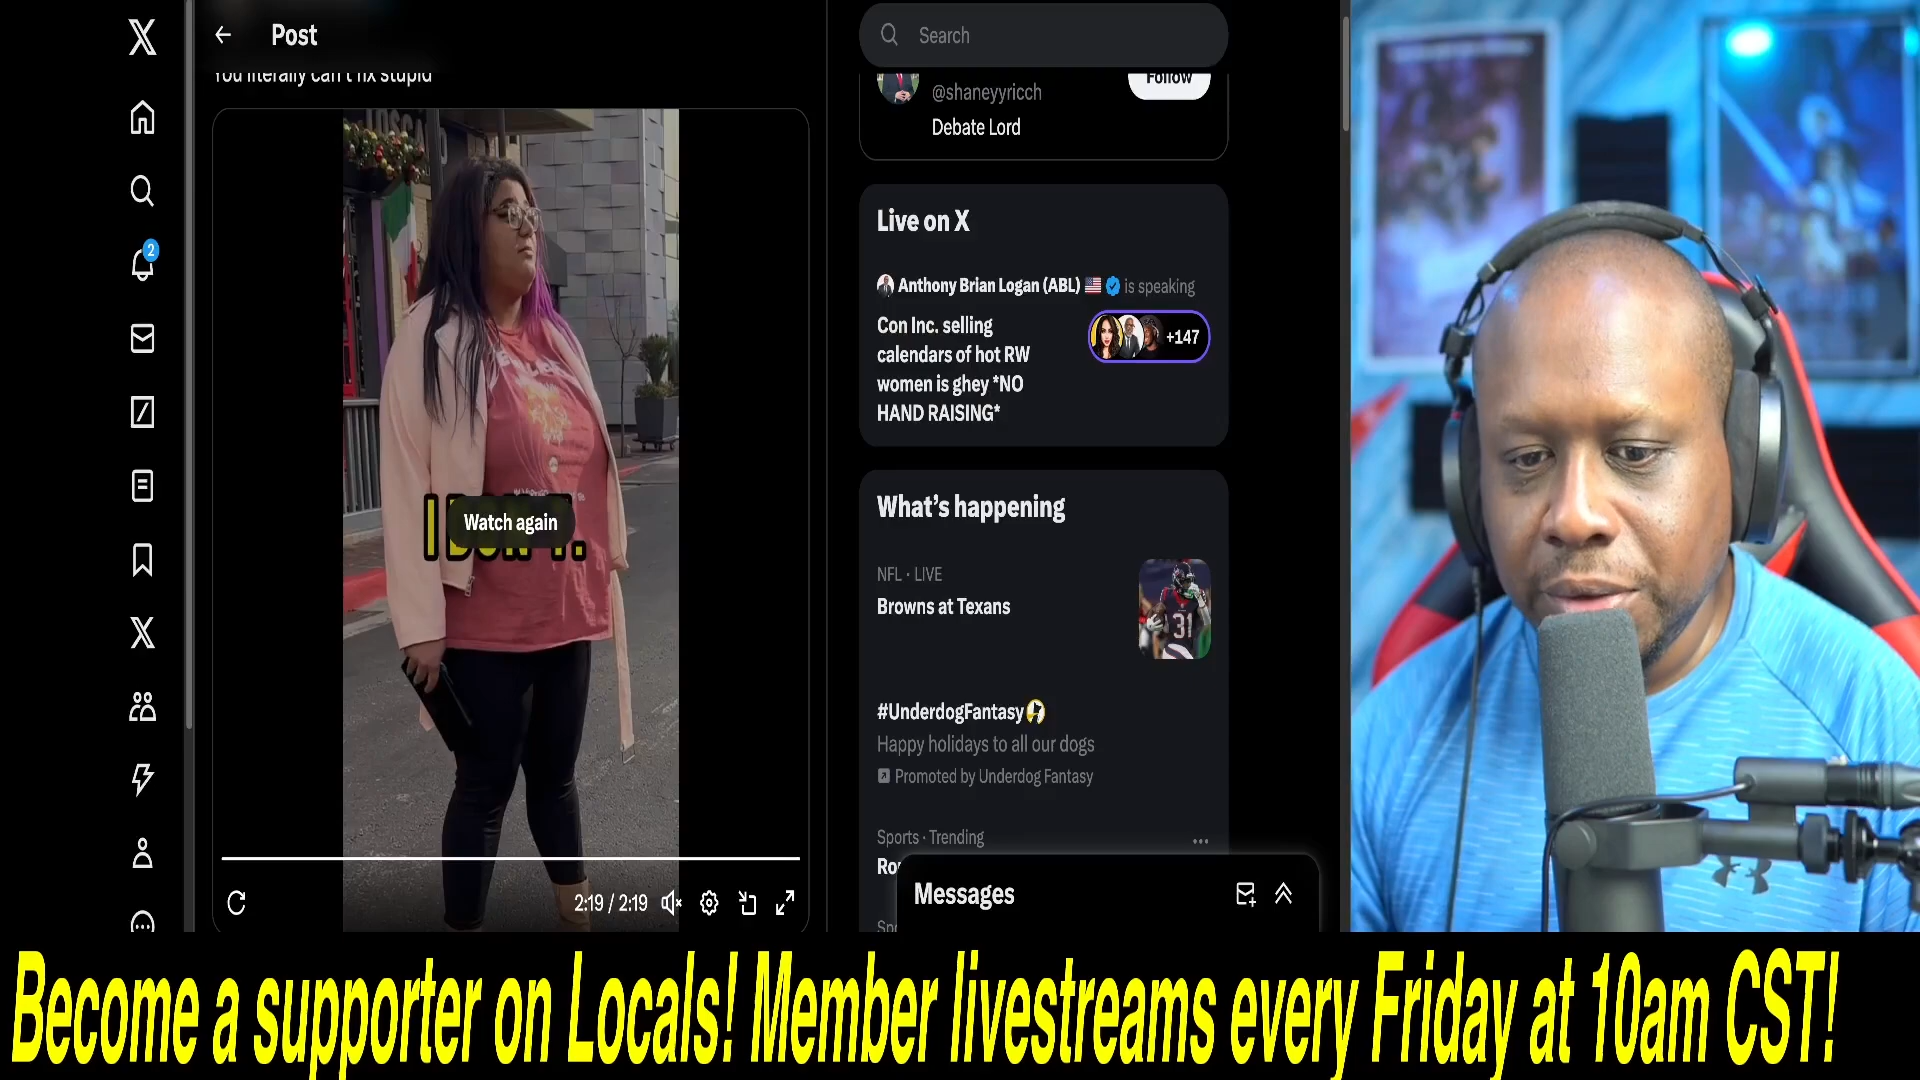 Post
You literally can't fix stupid
I DON'T.
Watch again
2:19 / 2:19
2
Search
Follow
@shaneyyricch
Debate Lord
Live on X
Anthony Brian Logan (ABL) is speaking
Con Inc. selling
calendars of hot RW
women is ghey *NO
HAND RAISING*
+147
What's happening
NFL · LIVE
Browns at Texans
31
#UnderdogFantasy
Happy holidays to all our dogs
Promoted by Underdog Fantasy
Sports · Trending
Messages
Become a supporter on Locals! Member livestreams every Friday at 10am CST!